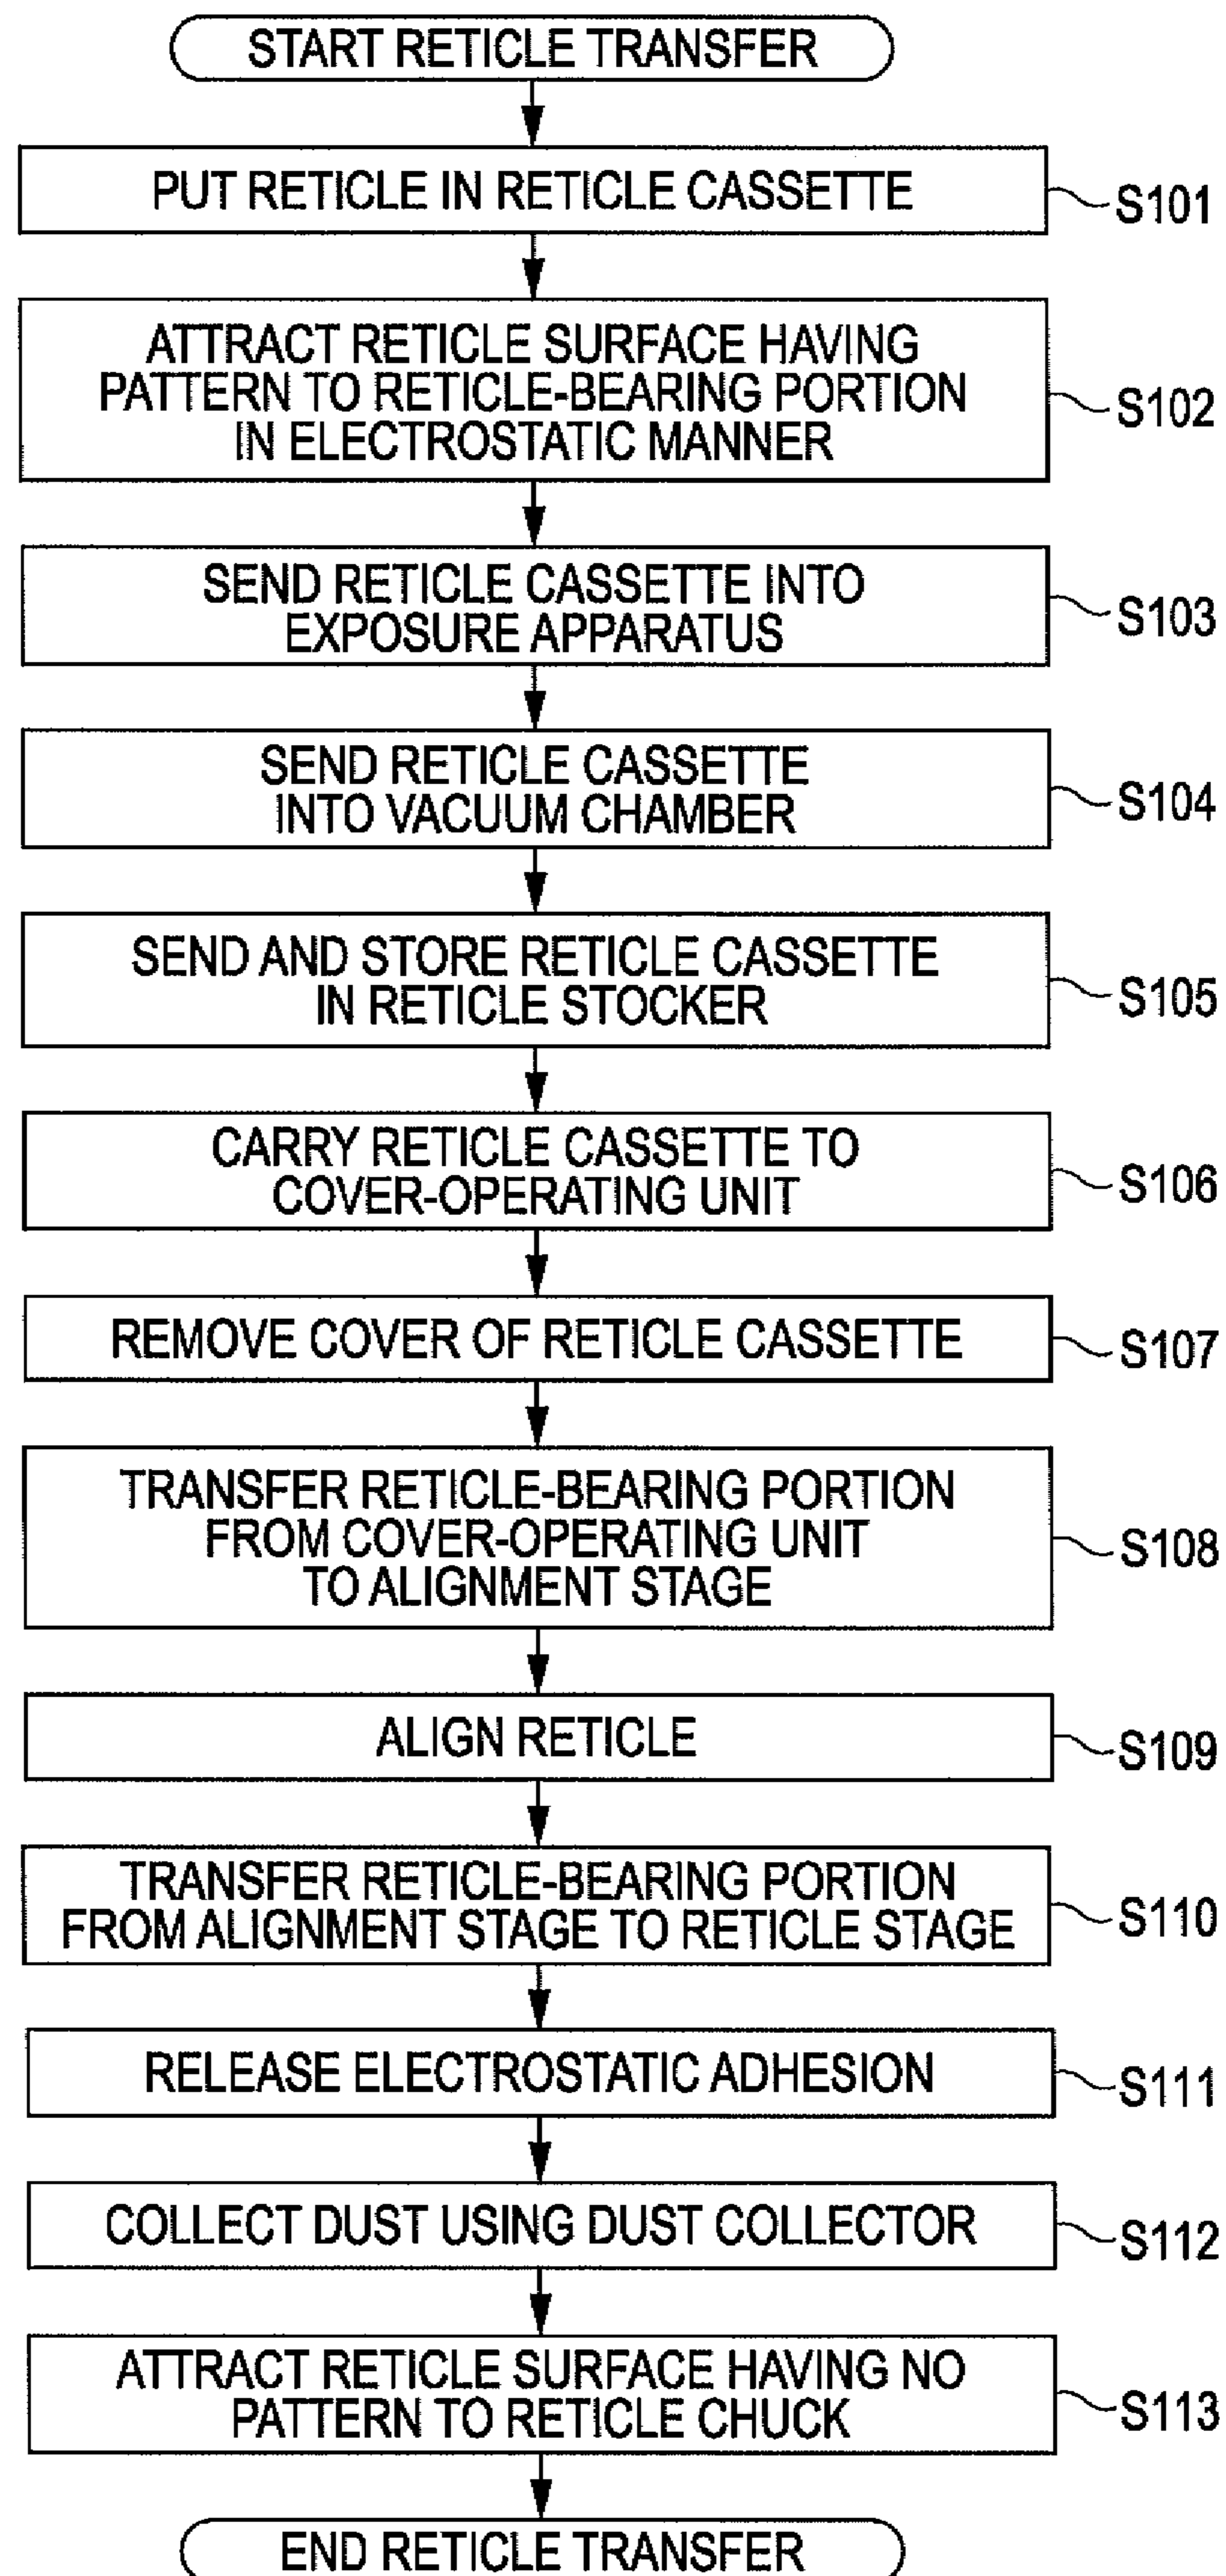 START RETICLE TRANSFER
PUT RETICLE IN RETICLE CASSETTE
S101
ATTRACT RETICLE SURFACE HAVING
PATTERN TO RETICLE-BEARING PORTION
IN ELECTROSTATIC MANNER
S102
SEND RETICLE CASSETTE INTO
EXPOSURE APPARATUS
S103
SEND RETICLE CASSETTE
INTO VACUUM CHAMBER
S104
SEND AND STORE RETICLE CASSETTE
IN RETICLE STOCKER
S105
CARRY RETICLE CASSETTE TO
COVER-OPERATING UNIT
S106
REMOVE COVER OF RETICLE CASSETTE
S107
TRANSFER RETICLE-BEARING PORTION
FROM COVER-OPERATING UNIT
TO ALIGNMENT STAGE
S108
ALIGN RETICLE
S109
TRANSFER RETICLE-BEARING PORTION
FROM ALIGNMENT STAGE TO RETICLE STAGE
S110
RELEASE ELECTROSTATIC ADHESION
S111
COLLECT DUST USING DUST COLLECTOR
S112
ATTRACT RETICLE SURFACE HAVING NO
PATTERN TO RETICLE CHUCK
S113
END RETICLE TRANSFER